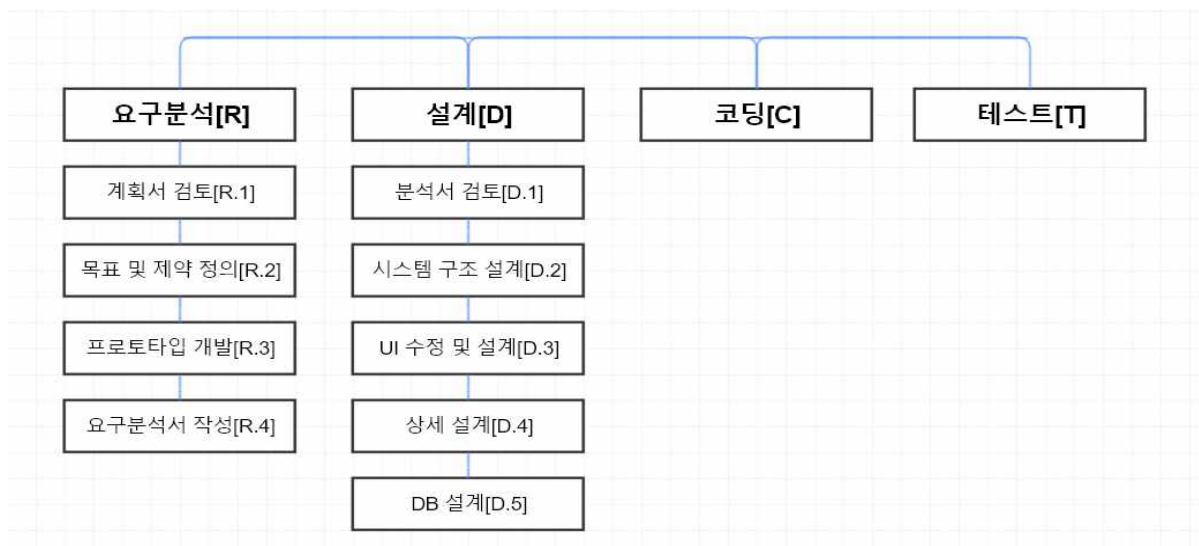 요구분석[R]
설계[D]
코딩[C]
테스트[T]
계획서 검토[R.1]
분석서 검토[D.1]
목표 및 제약 정의[R.2]
시스템 구조 설계[D.2]
프로토타입 개발[R.3]
UI 수정 및 설계[D.3]
요구분석서 작성[R.4]
상세 설계[D.4]
DB 설계[D.5]